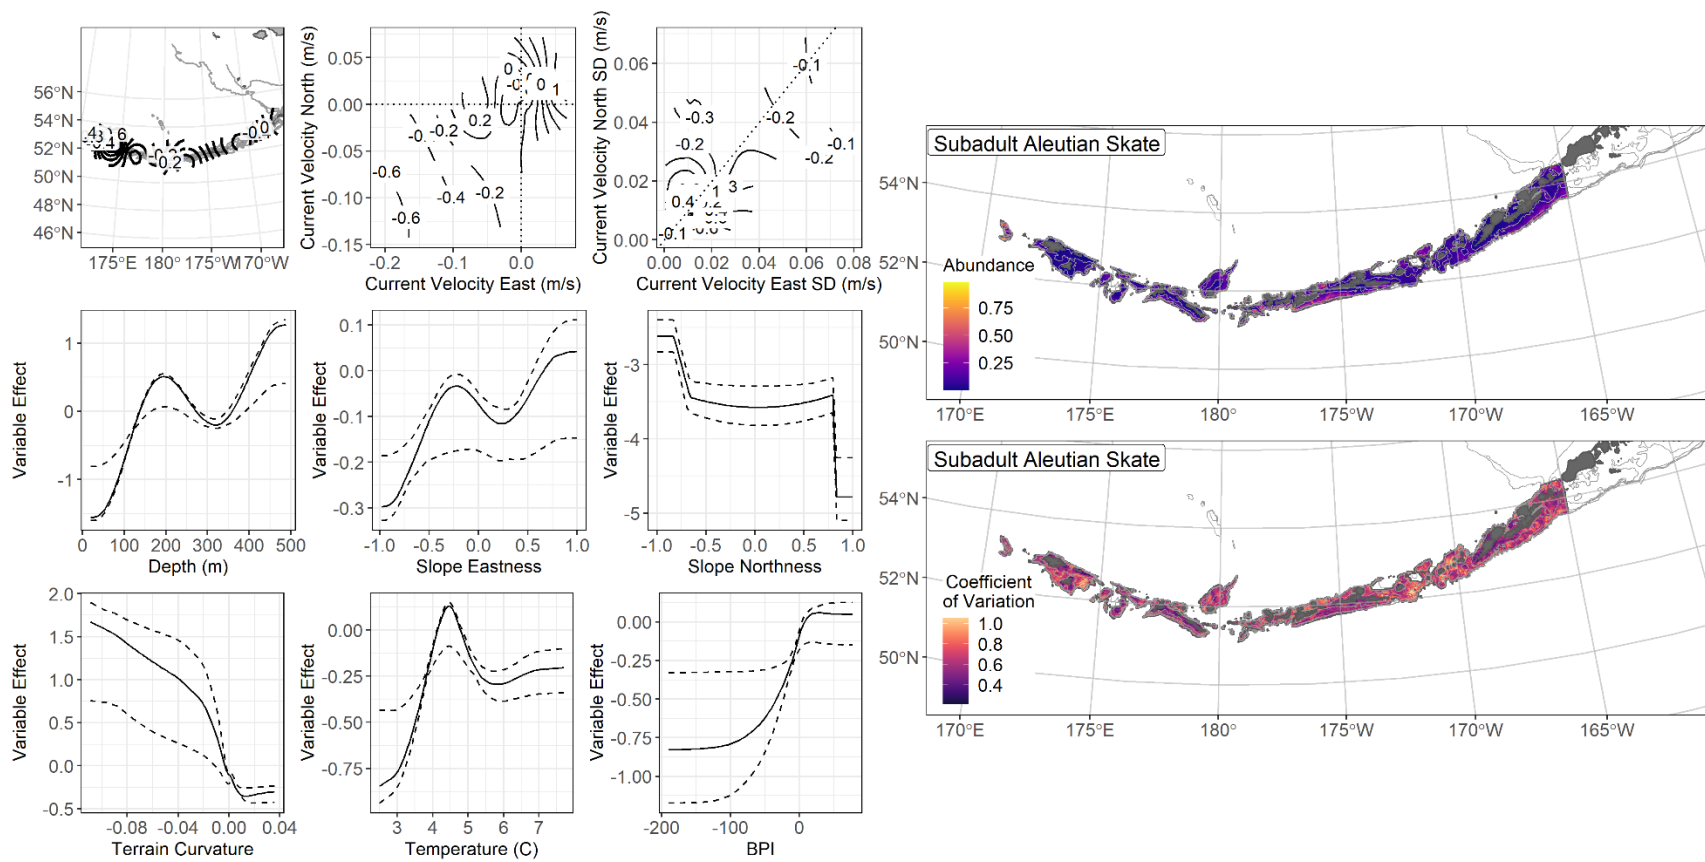 56°N
54°N
52°N
50°N
48°N
46°N
175°E 180° 175°W 170°W
-0.2
Current Velocity North (m/s)
0.05
0.00
-0.05
-0.10
-0.15
-0.2 -0.1 0.0
Current Velocity East (m/s)
0
0
-0.2
0.2
-0.6
-0.4
-0.2
-0.6
Current Velocity North SD (m/s)
0.06
0.04
0.02
0.00
0.00 0.02 0.04 0.06 0.08
Current Velocity East SD (m/s)
-0.1
-0.3
-0.2
-0.2
-0.1
-0.2
0.4
-0.1
Variable Effect
1
0
-1
0 100 200 300 400 500
Depth (m)
Variable Effect
0.1
0.0
-0.1
-0.2
-0.3
-1.0 -0.5 0.0 0.5 1.0
Slope Eastness
Variable Effect
-3
-4
-5
-1.0 -0.5 0.0 0.5 1.0
Slope Northness
Variable Effect
2.0
1.5
1.0
0.5
0.0
-0.5
-0.08 -0.04 0.00 0.04
Terrain Curvature
Variable Effect
0.00
-0.25
-0.50
-0.75
3 4 5 6 7
Temperature (C)
Variable Effect
0.00
-0.25
-0.50
-0.75
-1.00
-200 -100 0
BPI
Subadult Aleutian Skate
54°N
52°N
50°N
Abundance
0.75
0.50
0.25
170°E 175°E 180° 175°W 170°W 165°W
Subadult Aleutian Skate
54°N
52°N
50°N
Coefficient
of Variation
1.0
0.8
0.6
0.4
170°E 175°E 180° 175°W 170°W 165°W